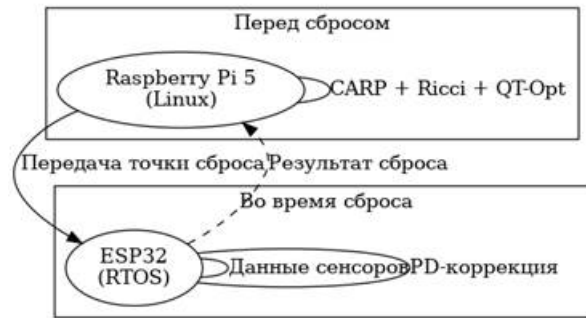 Перед сбросом
Raspberry Pi 5
(Linux)
CARP + Ricci + QT-Opt
Передача точки сброса
Результат сброса
Во время сброса
ESP32
(RTOS)
Данные сенсоров
PD-коррекция